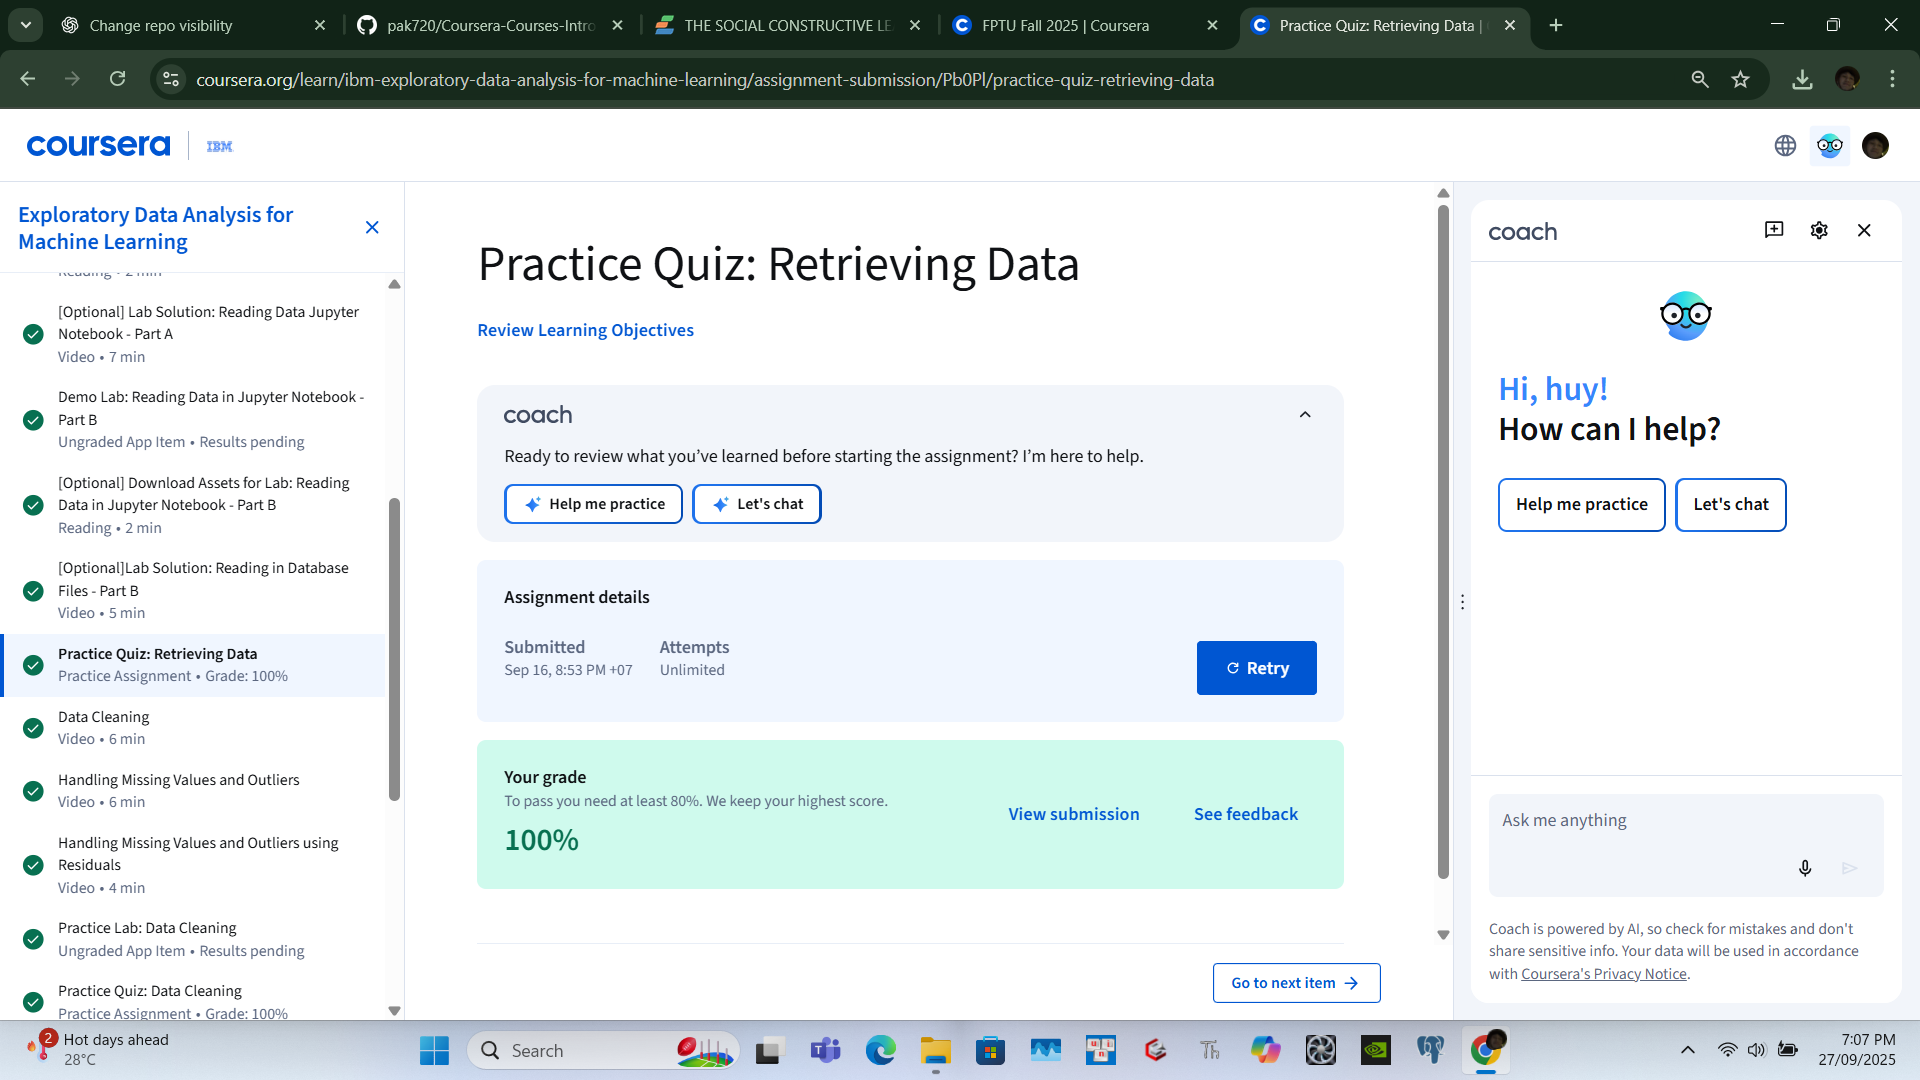 Change repo visibility
pak720/Coursera-Courses-Intro
THE SOCIAL CONSTRUCTIVE LE
FPTU Fall 2025 | Coursera
Practice Quiz: Retrieving Data |
coursera.org/learn/ibm-exploratory-data-analysis-for-machine-learning/assignment-submission/Pb0Pl/practice-quiz-retrieving-data
coursera
IBM
Exploratory Data Analysis for
Machine Learning
Reading • 2 min
[Optional] Lab Solution: Reading Data Jupyter
Notebook - Part A
Video • 7 min
Demo Lab: Reading Data in Jupyter Notebook -
Part B
Ungraded App Item • Results pending
[Optional] Download Assets for Lab: Reading
Data in Jupyter Notebook - Part B
Reading • 2 min
[Optional]Lab Solution: Reading in Database
Files - Part B
Video • 5 min
Practice Quiz: Retrieving Data
Practice Assignment • Grade: 100%
Data Cleaning
Video • 6 min
Handling Missing Values and Outliers
Video • 6 min
Handling Missing Values and Outliers using
Residuals
Video • 4 min
Practice Lab: Data Cleaning
Ungraded App Item • Results pending
Practice Quiz: Data Cleaning
Practice Assignment • Grade: 100%
Practice Quiz: Retrieving Data
Review Learning Objectives
coach
Ready to review what you’ve learned before starting the assignment? I’m here to help.
Help me practice
Let's chat
Assignment details
Submitted
Sep 16, 8:53 PM +07
Attempts
Unlimited
Retry
Your grade
To pass you need at least 80%. We keep your highest score.
100%
View submission
See feedback
Go to next item
coach
Hi, huy!
How can I help?
Help me practice
Let's chat
Ask me anything
Coach is powered by AI, so check for mistakes and don't
share sensitive info. Your data will be used in accordance
with Coursera's Privacy Notice.
2
Hot days ahead
28°C
Search
Th
7:07 PM
27/09/2025